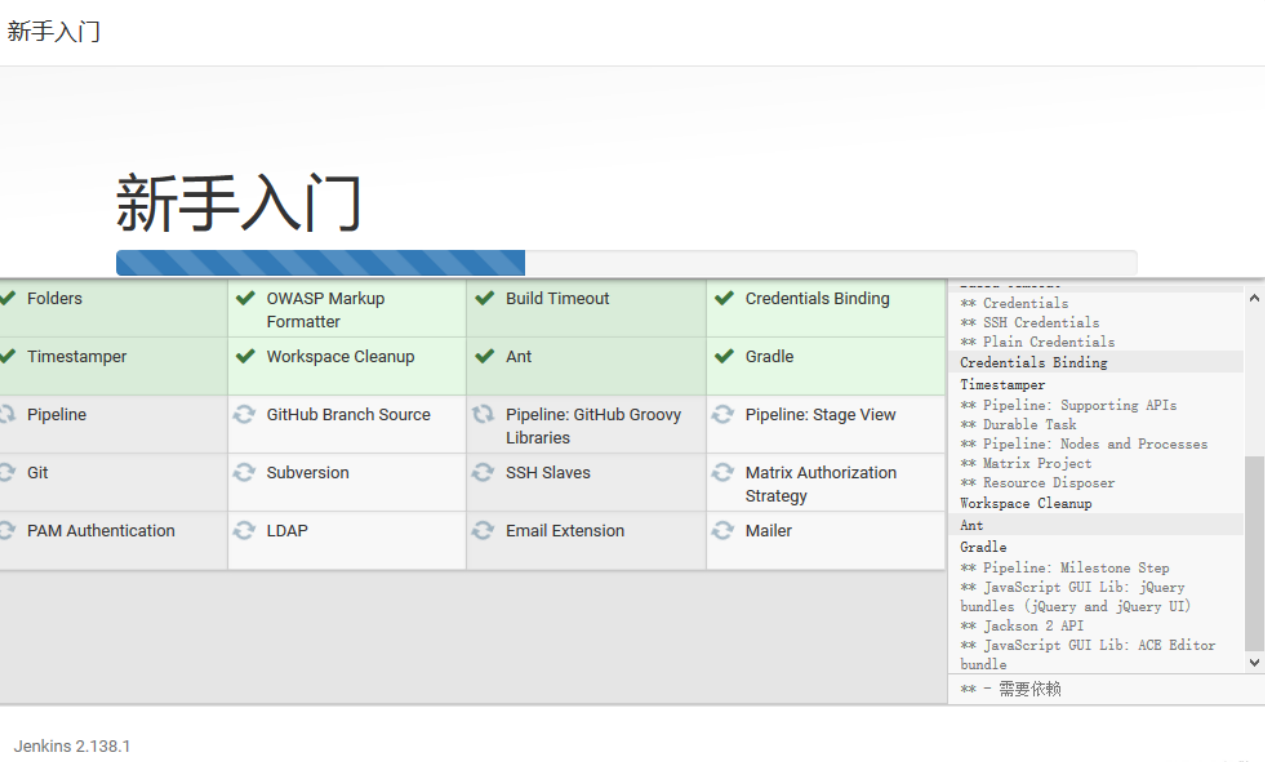 新手入门
新手入门
Folders
OWASP Markup
Formatter
Build Timeout
Credentials Binding
Timestamper
Workspace Cleanup
Ant
Gradle
Pipeline
GitHub Branch Source
Pipeline: GitHub Groovy
Libraries
Pipeline: Stage View
Git
Subversion
SSH Slaves
Matrix Authorization
Strategy
PAM Authentication
LDAP
Email Extension
Mailer
** Credentials
** SSH Credentials
** Plain Credentials
Credentials Binding
Timestamper
** Pipeline: Supporting APIs
** Durable Task
** Pipeline: Nodes and Processes
** Matrix Project
** Resource Disposer
Workspace Cleanup
Ant
Gradle
** Pipeline: Milestone Step
** JavaScript GUI Lib: jQuery
bundles (jQuery and jQuery UI)
** Jackson 2 API
** JavaScript GUI Lib: ACE Editor
bundle
** - 需要依赖
Jenkins 2.138.1